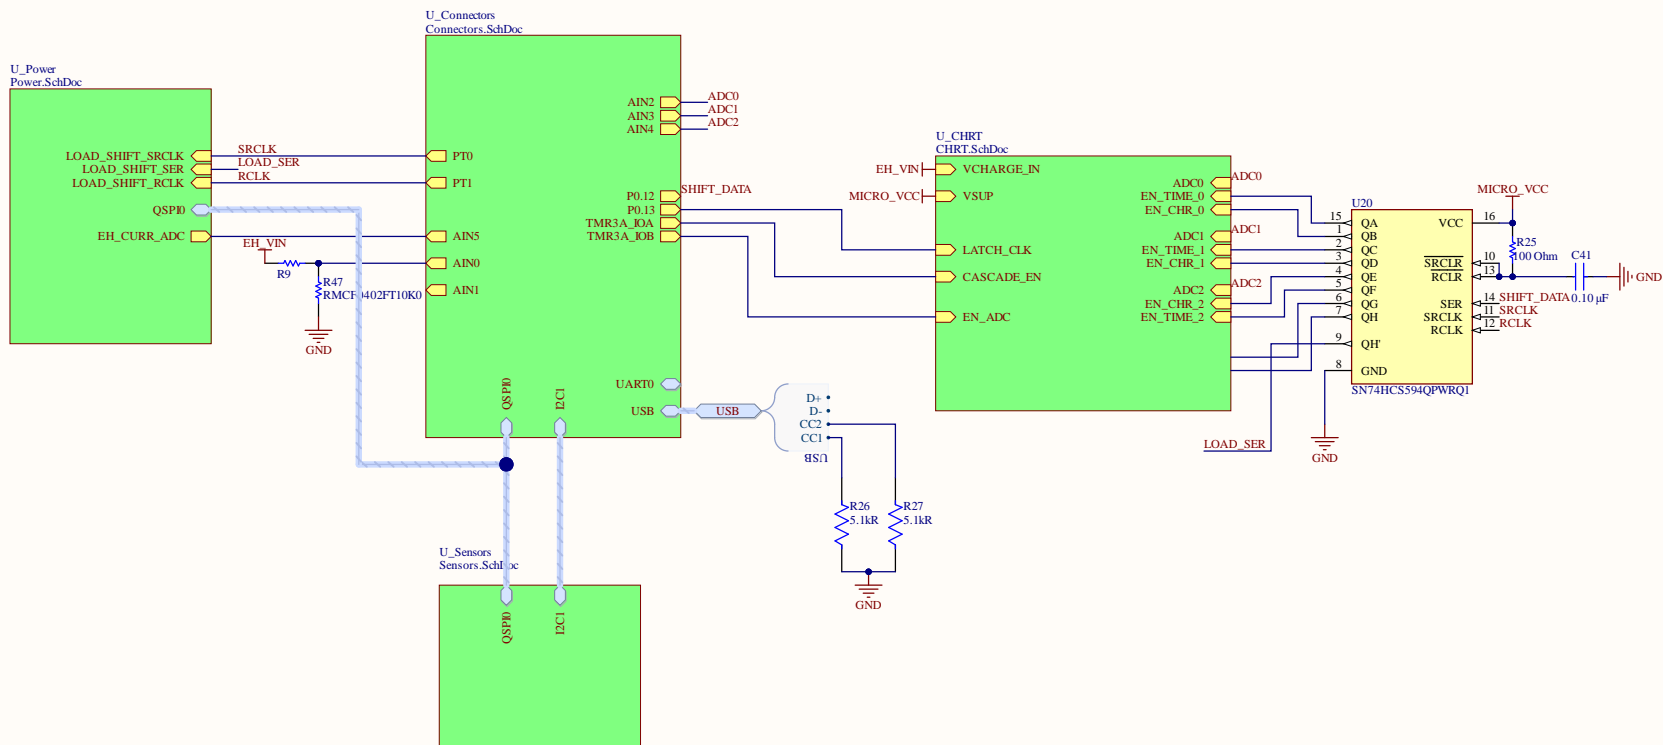 U_Power
Power.SchDoc
LOAD_SHIFT_SRCLK
LOAD_SHIFT_SER
LOAD_SHIFT_RCLK
QSPI0
EH_CURR_ADC
SRCLK
LOAD_SER
RCLK
EH_VIN
R9
R47
RMCF0402FT10K0
GND
U_Connectors
Connectors.SchDoc
AIN2
AIN3
AIN4
ADC0
ADC1
ADC2
PT0
PT1
P0.12
P0.13
TMR3A_IOA
TMR3A_IOB
SHIFT_DATA
AIN5
AIN0
AIN1
UART0
USB
QSPI0
I2C1
USB
D+
D-
CC2
CC1
USB
R26
5.1kR
R27
5.1kR
GND
U_Sensors
Sensors.SchDoc
QSPI0
I2C1
U_CHRT
CHRT.SchDoc
EH_VIN
VCHARGE_IN
MICRO_VCC
VSUP
LATCH_CLK
CASCADE_EN
EN_ADC
ADC0
ADC0
EN_TIME_0
EN_CHR_0
ADC1
ADC1
EN_TIME_1
EN_CHR_1
ADC2
ADC2
EN_CHR_2
EN_TIME_2
LOAD_SER
GND
U20
15 QA
1 QB
2 QC
3 QD
4 QE
5 QF
6 QG
7 QH
9 QH'
8 GND
VCC 16
SRCLR 10
RCLR 13
SER 14
SRCLK 11
RCLK 12
SN74HCS594QPWRQ1
MICRO_VCC
R25
100 Ohm
C41
0.10 µF
GND
SHIFT_DATA
SRCLK
RCLK